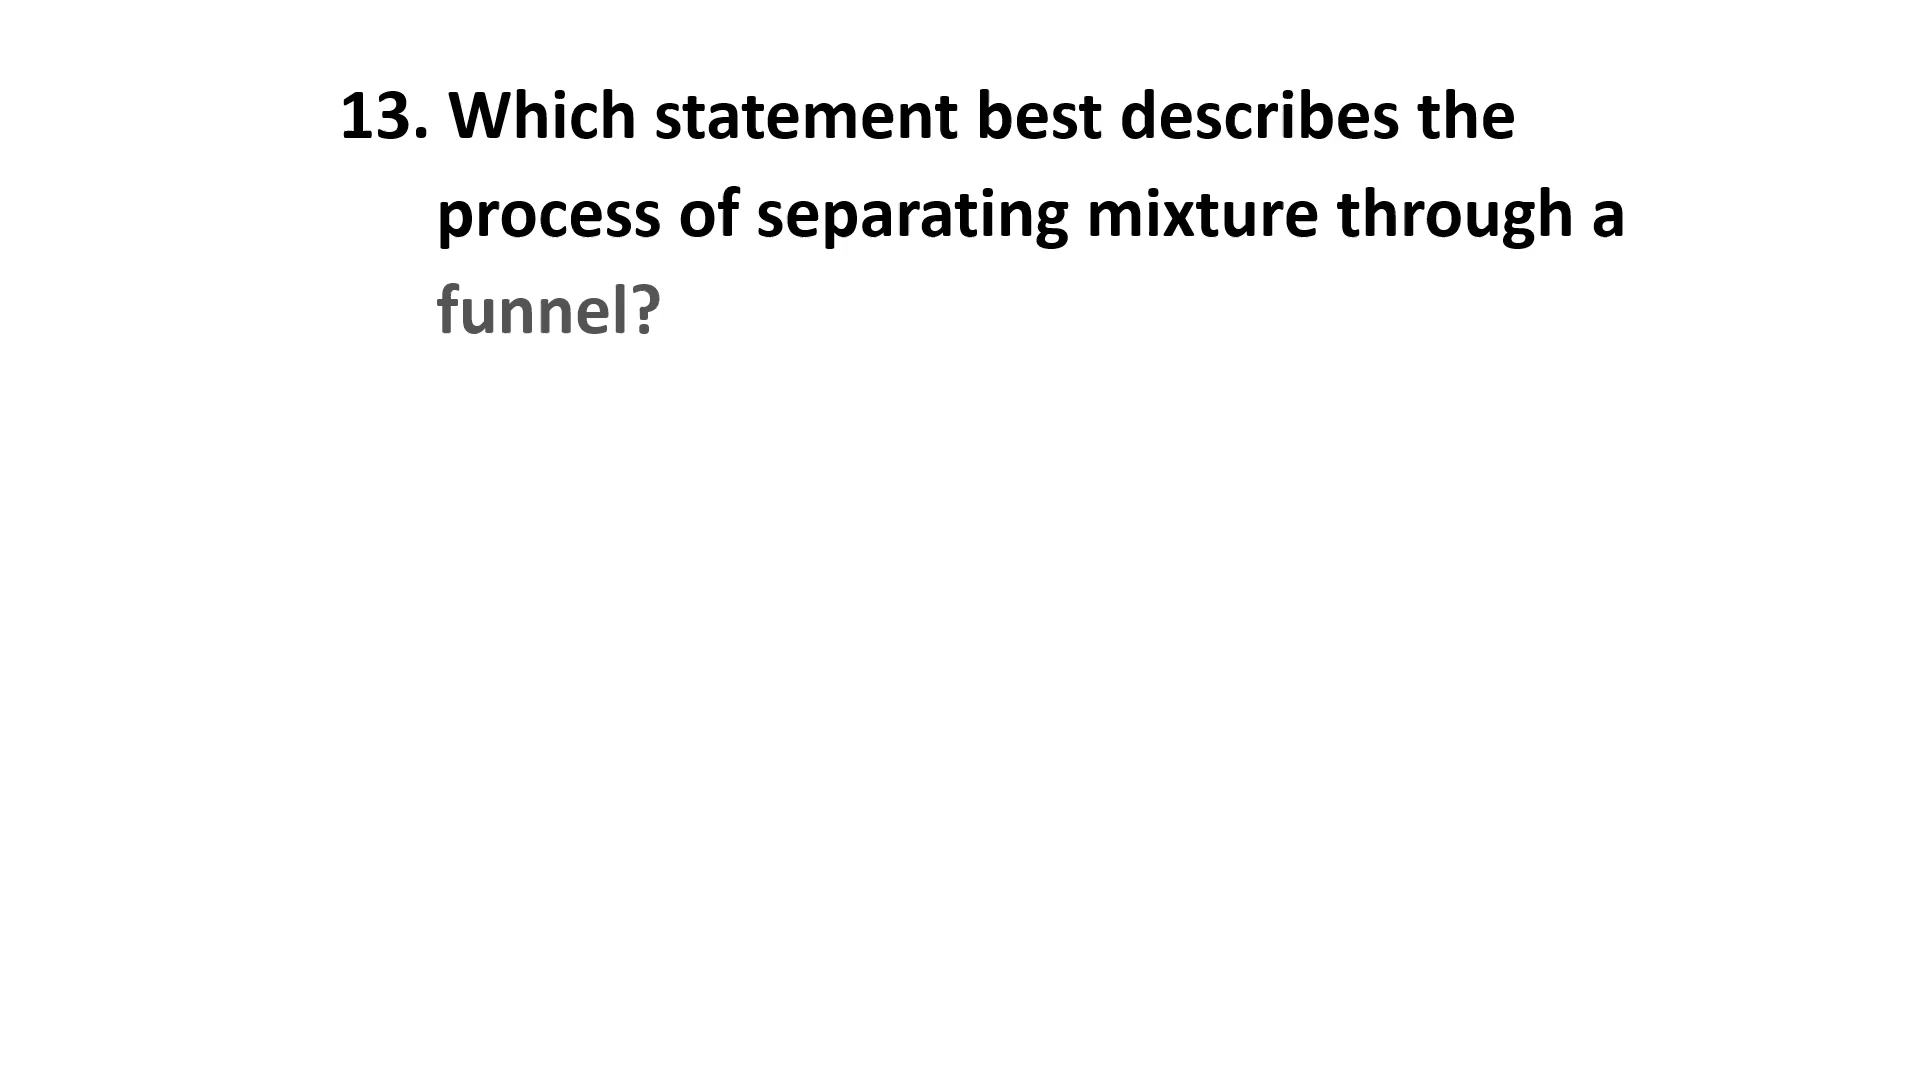 13. Which statement best describes the
process of separating mixture through a
funnel?